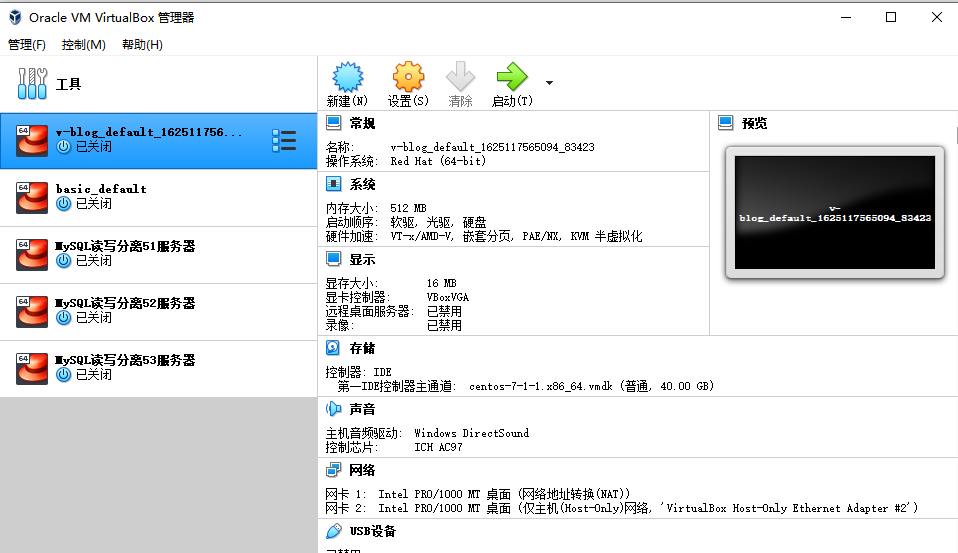 Oracle VM VirtualBox 管理器
管理(F) 控制(M) 帮助(H)
工具
新建(N) 设置(S) 清除 启动(T)
64
v-blog_default_162511756...
已关闭
64
basic_default
已关闭
64
MySQL读写分离51服务器
已关闭
64
MySQL读写分离52服务器
已关闭
64
MySQL读写分离53服务器
已关闭
常规
名称: v-blog_default_1625117565094_83423
操作系统: Red Hat (64-bit)
系统
内存大小: 512 MB
启动顺序: 软驱, 光驱, 硬盘
硬件加速: VT-x/AMD-V, 嵌套分页, PAE/NX, KVM 半虚拟化
显示
显存大小: 16 MB
显卡控制器: VBoxVGA
远程桌面服务器: 已禁用
录像: 已禁用
预览
v-
blog_default_1625117565094_83423
存储
控制器: IDE
第一IDE控制器主通道: centos-7-1-1.x86_64.vmdk (普通, 40.00 GB)
声音
主机音频驱动: Windows DirectSound
控制芯片: ICH AC97
网络
网卡 1: Intel PRO/1000 MT 桌面 (网络地址转换(NAT))
网卡 2: Intel PRO/1000 MT 桌面 (仅主机(Host-Only)网络, 'VirtualBox Host-Only Ethernet Adapter #2')
USB设备